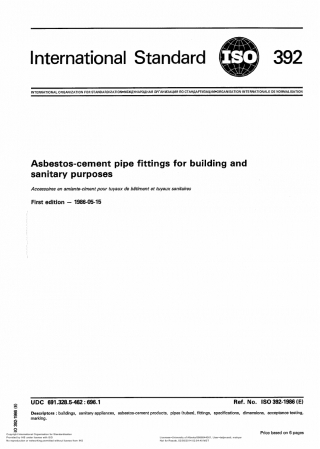 International Standard
ISO
392
INTERNATIONAL ORGANIZATION FOR STANDARDIZATION•МЕЖДУНАРОДНАЯ ОРГАНИЗАЦИЯ ПО СТАНДАРТИЗАЦИИ•ORGANISATION INTERNATIONALE DE NORMALISATION
Asbestos-cement pipe fittings for building and
sanitary purposes
Accessoires en amiante-ciment pour tuyaux de bâtiment et tuyaux sanitaires
First edition — 1986-05-15
ISO 392-1986 (E)
UDC 691.328.5-462 : 696.1
Ref. No. ISO 392-1986 (E)
Descriptors : buildings, sanitary appliances, asbestos-cement products, pipes (tubes), fittings, specifications, dimensions, acceptance testing,
marking.
Price based on 6 pages